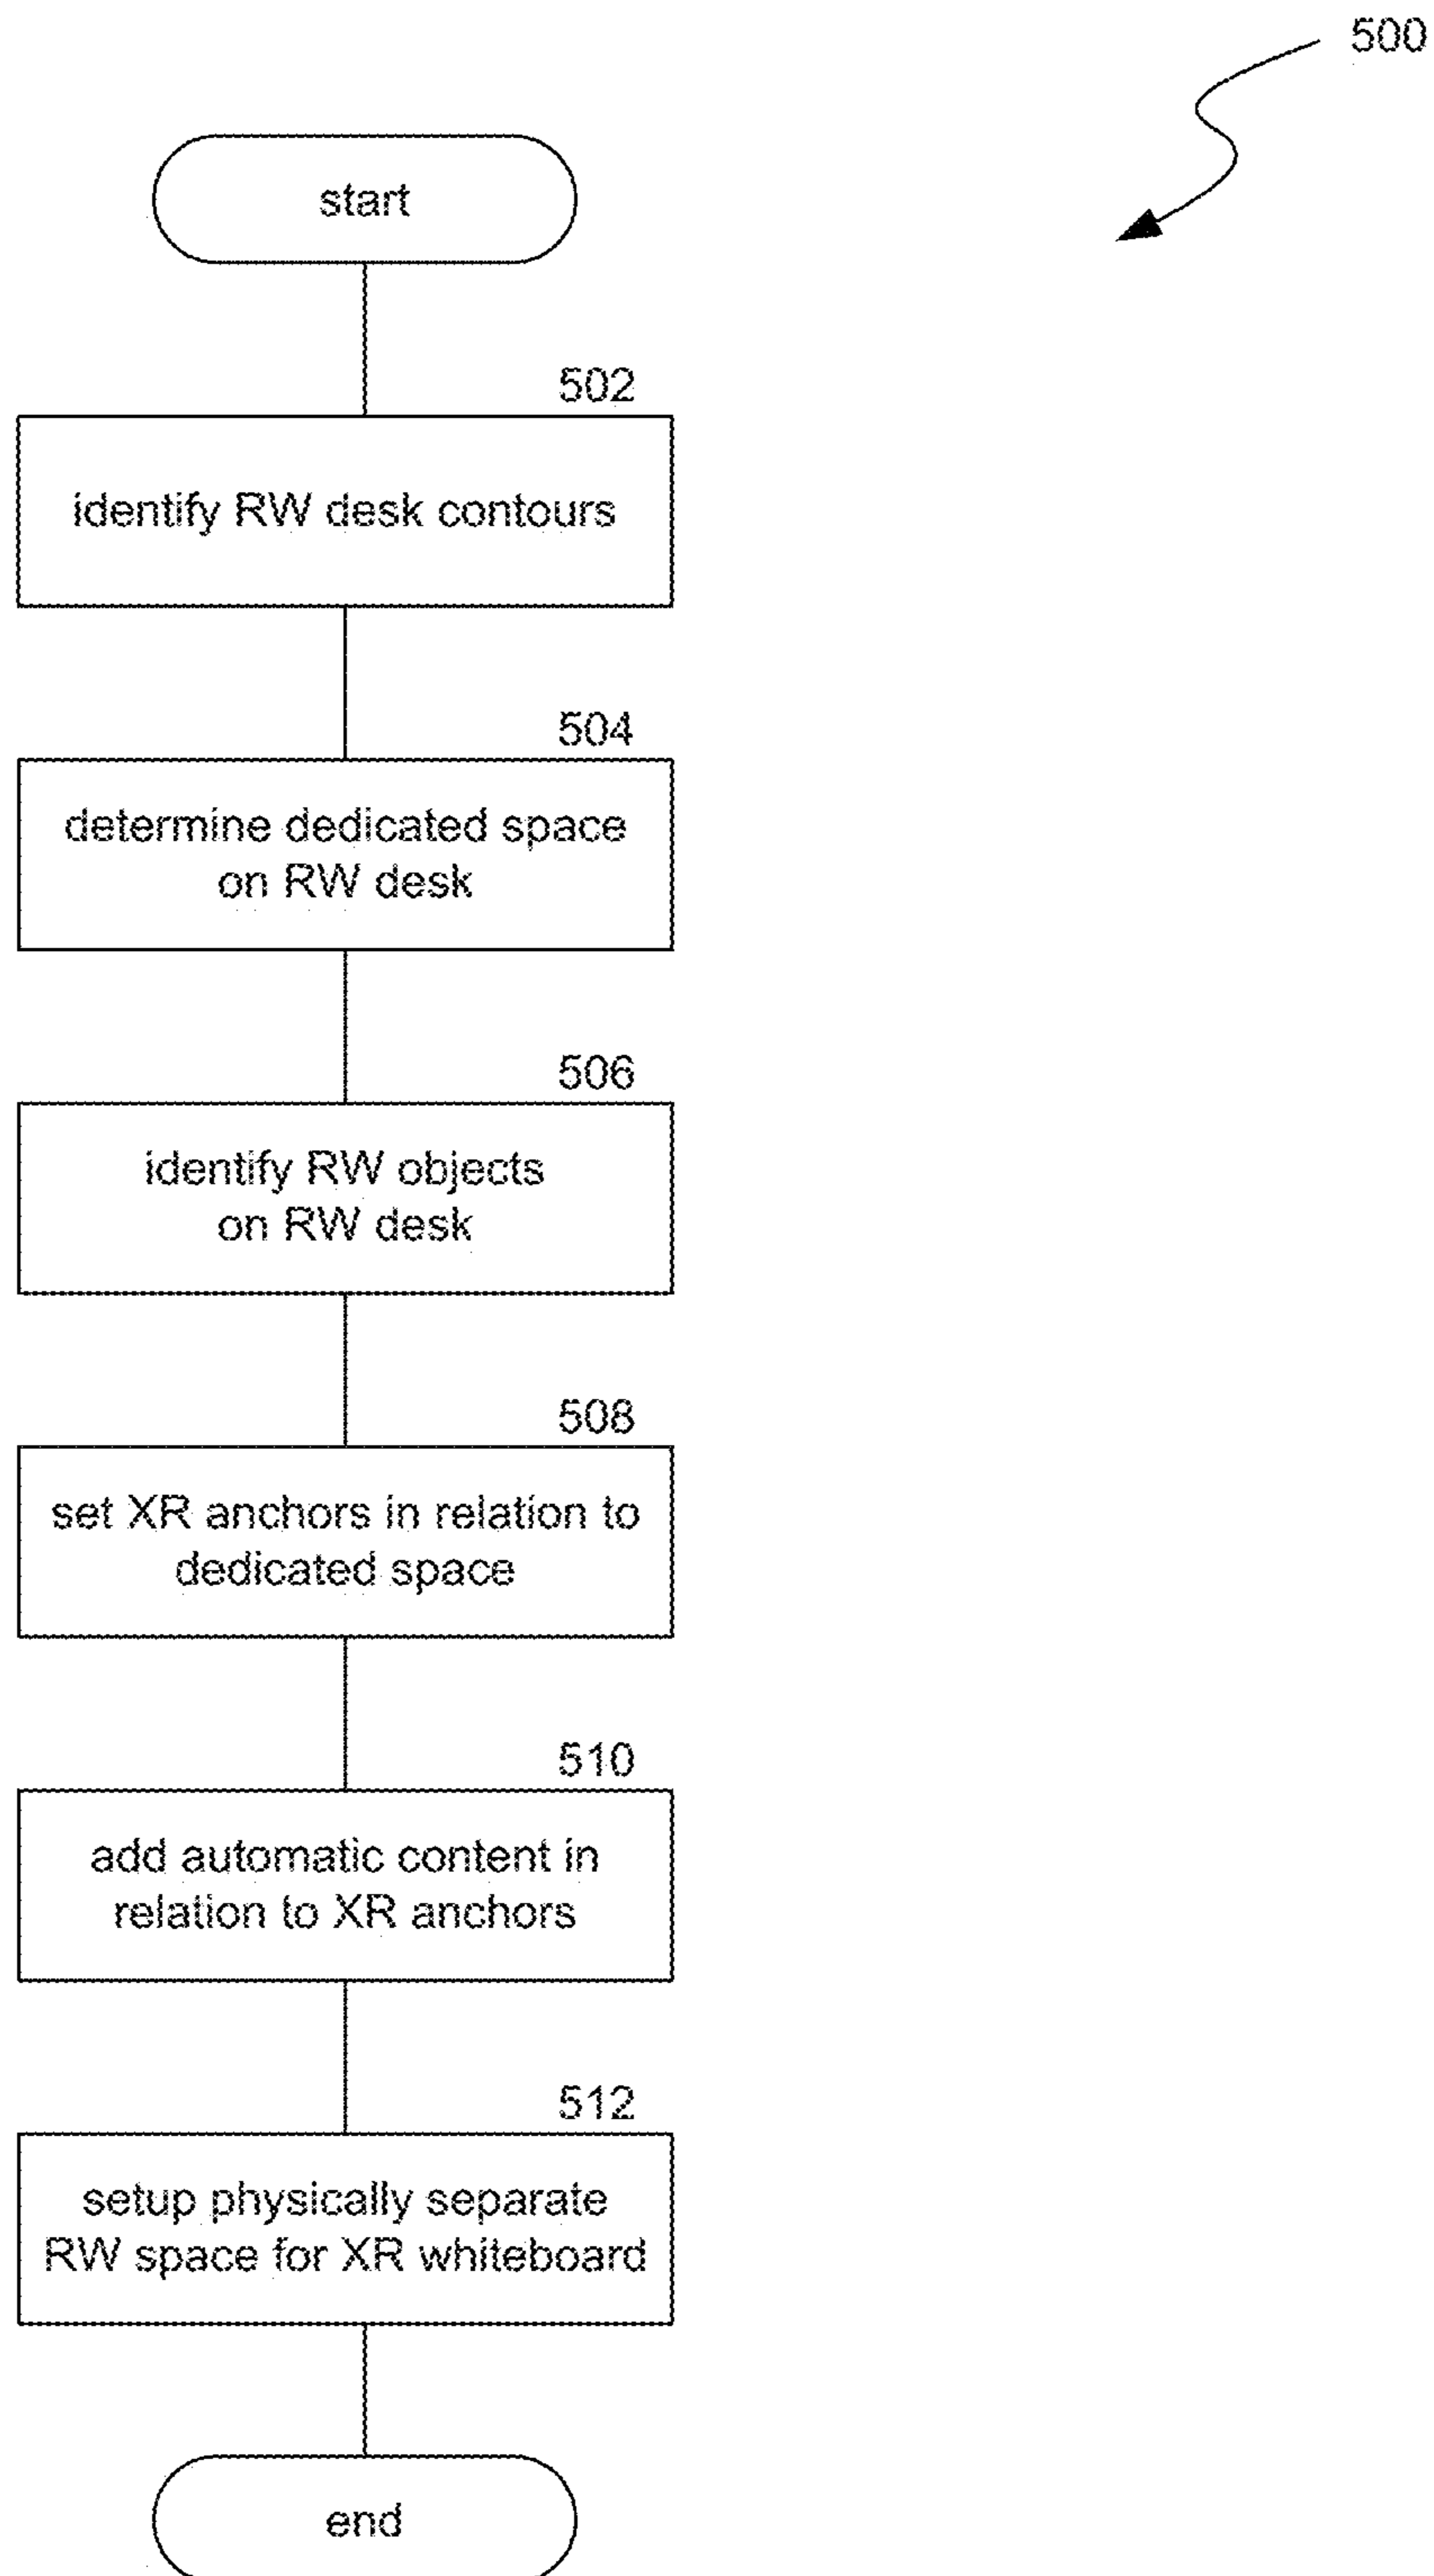 500
start
502
identify RW desk contours
504
determine dedicated space
on RW desk
506
identify RW objects
on RW desk
508
set XR anchors in relation to
dedicated space
510
add automatic content in
relation to XR anchors
512
setup physically separate
RW space for XR whiteboard
end